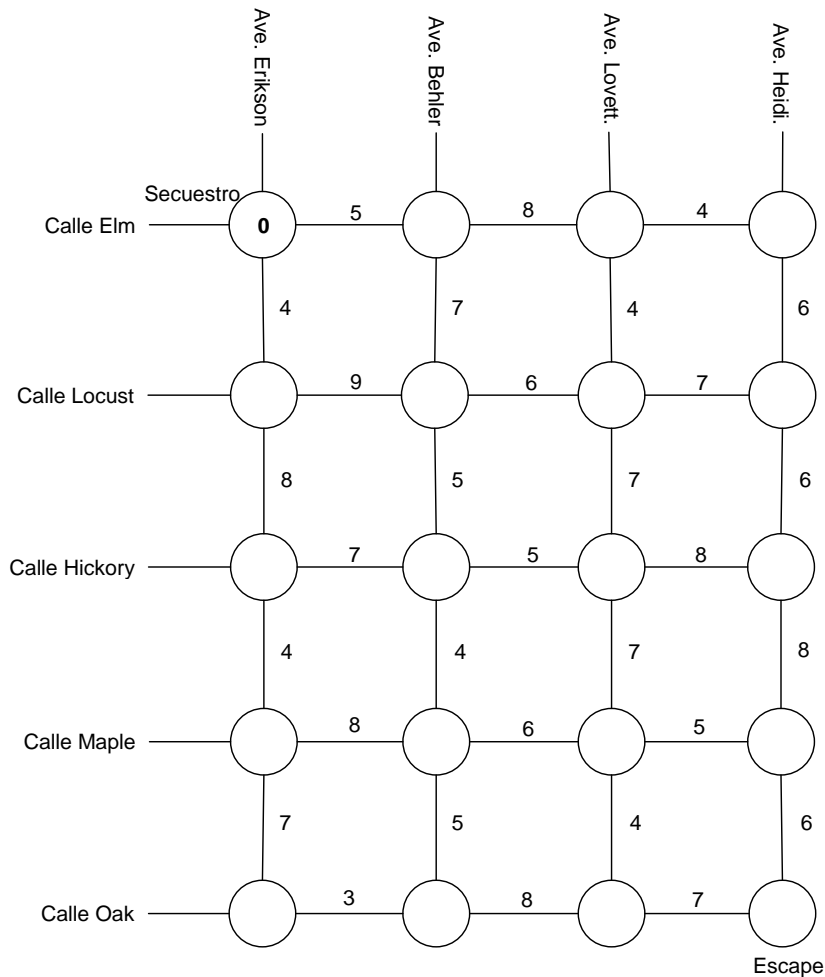 Ave. Erikson
Ave. Behler
Ave. Lovett.
Ave. Heidi.
Secuestro
Calle Elm
0
5
8
4
4
7
4
6
Calle Locust
9
6
7
8
5
7
6
Calle Hickory
7
5
8
4
4
7
8
Calle Maple
8
6
5
7
5
4
6
Calle Oak
3
8
7
Escape